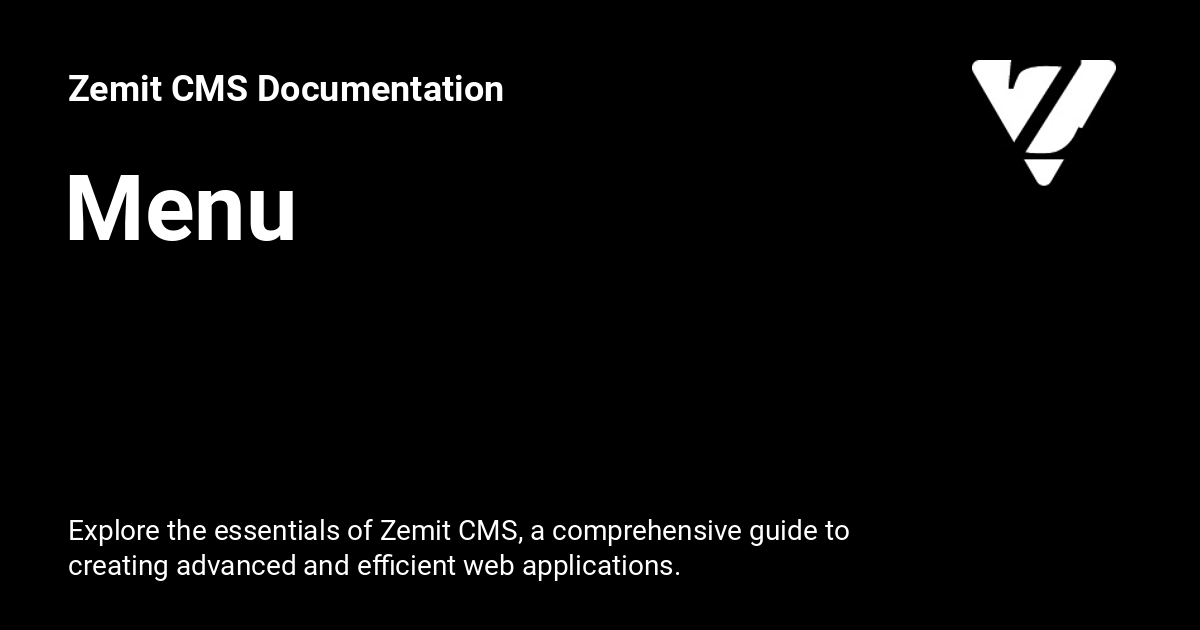 Zemit CMS Documentation
Menu
Explore the essentials of Zemit CMS, a comprehensive guide to
creating advanced and efficient web applications.